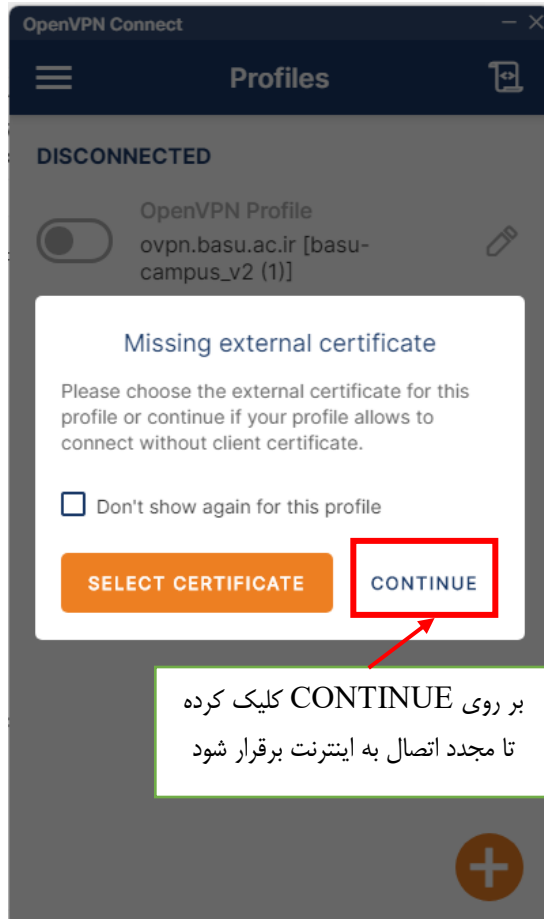 OpenVPN Connect
Profiles
DISCONNECTED
OpenVPN Profile
ovpn.basu.ac.ir [basu-
campus_v2 (1)]
Missing external certificate
Please choose the external certificate for this
profile or continue if your profile allows to
connect without client certificate.
Don't show again for this profile
SELECT CERTIFICATE
CONTINUE
بر روی CONTINUE کلیک کرده
تا مجدد اتصال به اینترنت برقرار شود